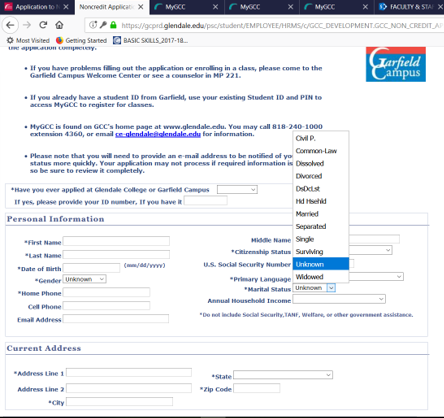 Application to N
Noncredit Applicatio
MyGCC
MyGCC
MyGCC
FACULTY & STAF
https://gcprd.glendale.edu/psc/student/EMPLOYEE/HRMS/c/GCC_DEVELOPMENT.GCC_NON_CREDIT_A
Most Visited Getting Started BASIC SKILLS_2017-18...
the application completely.
• If you have problems filling out the application or enrolling in a class, please come to the
Garfield Campus Welcome Center or see a counselor in MP 221.
Garfield
Campus
• If you already have a student ID from Garfield, use your existing Student ID and PIN to
access MyGCC to register for classes.
• MyGCC is found on GCC's home page at www.glendale.edu. You may call 818-240-1000
extension 4360, or email ce-glendale@glendale.edu for information.
• Please note that you will need to provide an e-mail address to be notified of yo
status more quickly. Your application may not process if required information is
so be sure to review it completely.
*Have you ever applied at Glendale College or Garfield Campus
If yes, please provide your ID number, If you have it
Civil P.
Common-Law
Dissolved
Divorced
DsDcLst
Hd Hsehld
Married
Separated
Single
Surviving
Unknown
Widowed
Personal Information
*First Name
*Last Name
*Date of Birth (mm/dd/yyyy)
*Gender Unknown
*Home Phone
Cell Phone
Email Address
Middle Name
*Citizenship Status
U.S. Social Security Number
*Primary Language
*Marital Status Unknown
Annual Household Income
*Do not include Social Security,TANF, Welfare, or other government assistance.
Current Address
*Address Line 1
Address Line 2
*City
*State
*Zip Code